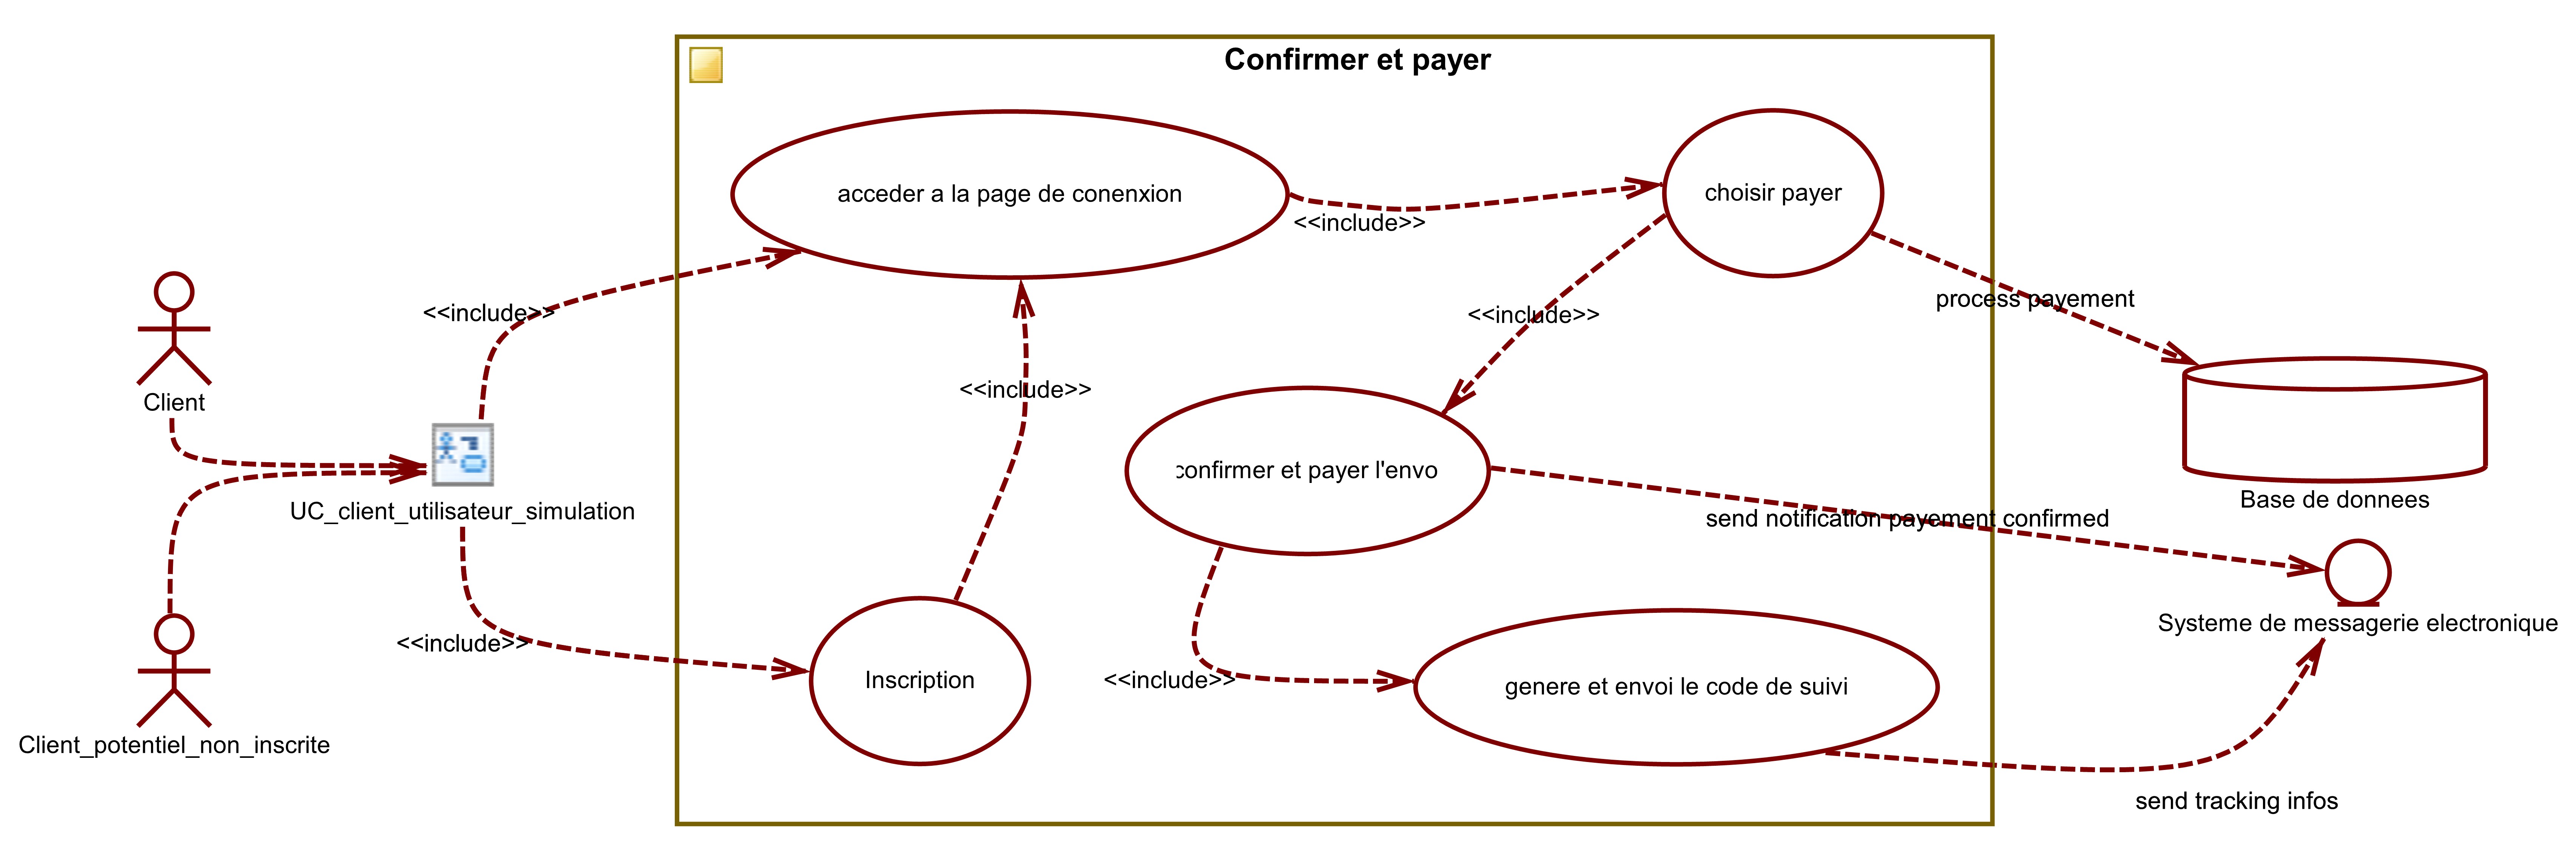 Confirmer et payer
acceder a la page de conenxion
choisir payer
<<include>>
<<include>>
<<include>>
process payement
<<include>>
Client
confirmer et payer l'envo
Base de donnees
UC_client_utilisateur_simulation
send notification payement confirmed
Systeme de messagerie electronique
<<include>>
Inscription
<<include>>
genere et envoi le code de suivi
Client_potentiel_non_inscrite
send tracking infos